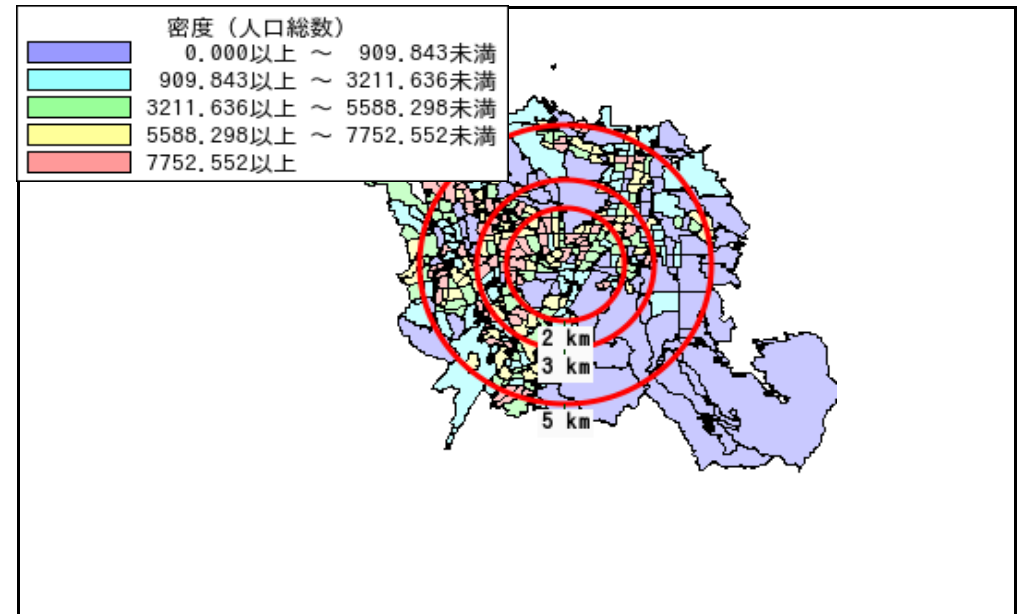 密度（人口総数）
0.000以上 ～ 909.843未満
909.843以上 ～ 3211.636未満
3211.636以上 ～ 5588.298未満
5588.298以上 ～ 7752.552未満
7752.552以上
2 km
3 km
5 km